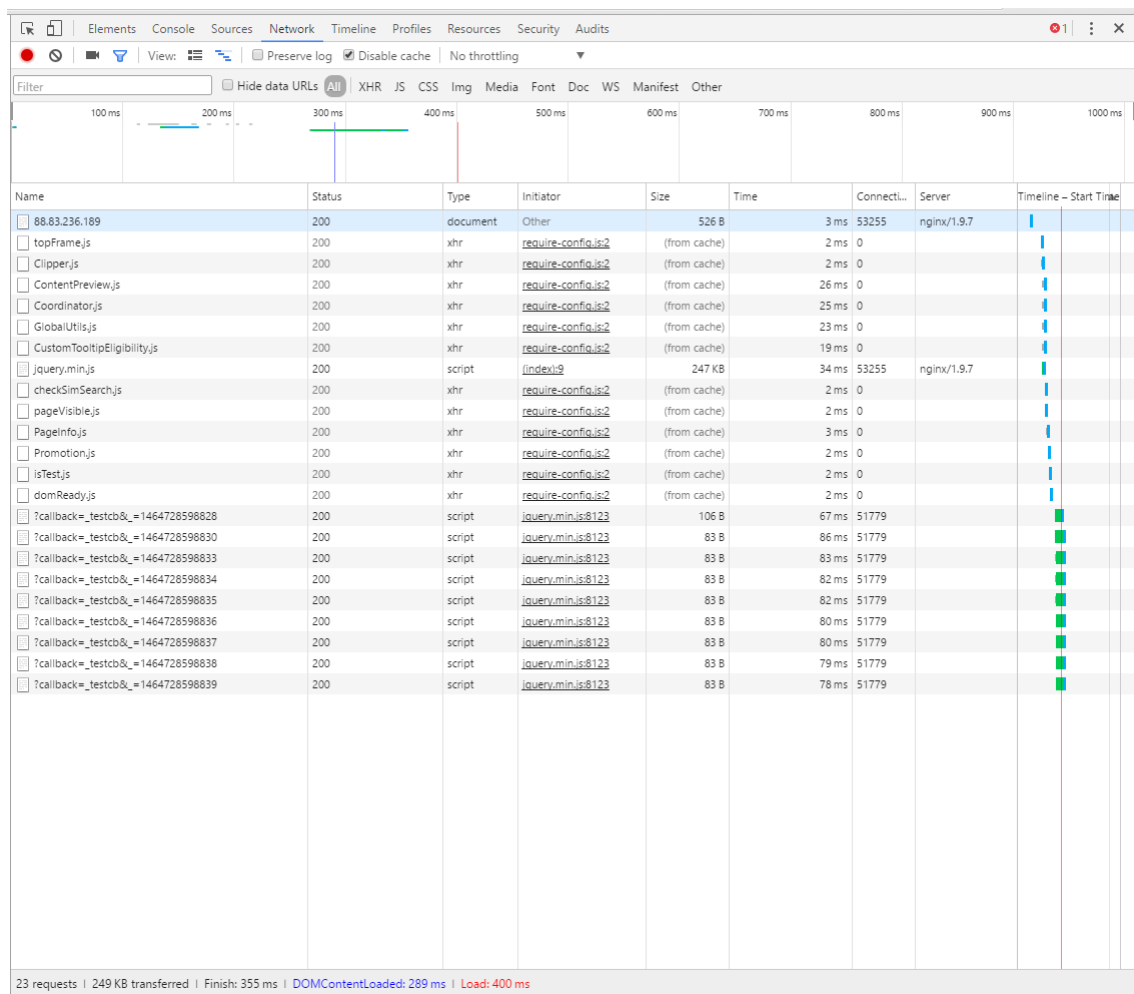 Elements Console Sources Network Timeline Profiles Resources Security Audits 1
View: Preserve log Disable cache No throttling
Filter Hide data URLs All XHR JS CSS Img Media Font Doc WS Manifest Other
100 ms 200 ms 300 ms 400 ms 500 ms 600 ms 700 ms 800 ms 900 ms 1000 ms
Name Status Type Initiator Size Time Connecti... Server Timeline – Start Time
88.83.236.189 200 document Other 526 B 3 ms 53255 nginx/1.9.7
topFrame.js 200 xhr require-config.js:2 (from cache) 2 ms 0
Clipper.js 200 xhr require-config.js:2 (from cache) 2 ms 0
ContentPreview.js 200 xhr require-config.js:2 (from cache) 26 ms 0
Coordinator.js 200 xhr require-config.js:2 (from cache) 25 ms 0
GlobalUtils.js 200 xhr require-config.js:2 (from cache) 23 ms 0
CustomTooltipEligibility.js 200 xhr require-config.js:2 (from cache) 19 ms 0
jquery.min.js 200 script (index):9 247 KB 34 ms 53255 nginx/1.9.7
checkSimSearch.js 200 xhr require-config.js:2 (from cache) 2 ms 0
pageVisible.js 200 xhr require-config.js:2 (from cache) 2 ms 0
PageInfo.js 200 xhr require-config.js:2 (from cache) 3 ms 0
Promotion.js 200 xhr require-config.js:2 (from cache) 2 ms 0
isTest.js 200 xhr require-config.js:2 (from cache) 2 ms 0
domReady.js 200 xhr require-config.js:2 (from cache) 2 ms 0
?callback=_testcb&_=1464728598828 200 script jquery.min.js:8123 106 B 67 ms 51779
?callback=_testcb&_=1464728598830 200 script jquery.min.js:8123 83 B 86 ms 51779
?callback=_testcb&_=1464728598833 200 script jquery.min.js:8123 83 B 83 ms 51779
?callback=_testcb&_=1464728598834 200 script jquery.min.js:8123 83 B 82 ms 51779
?callback=_testcb&_=1464728598835 200 script jquery.min.js:8123 83 B 82 ms 51779
?callback=_testcb&_=1464728598836 200 script jquery.min.js:8123 83 B 80 ms 51779
?callback=_testcb&_=1464728598837 200 script jquery.min.js:8123 83 B 80 ms 51779
?callback=_testcb&_=1464728598838 200 script jquery.min.js:8123 83 B 79 ms 51779
?callback=_testcb&_=1464728598839 200 script jquery.min.js:8123 83 B 78 ms 51779
23 requests | 249 KB transferred | Finish: 355 ms | DOMContentLoaded: 289 ms | Load: 400 ms